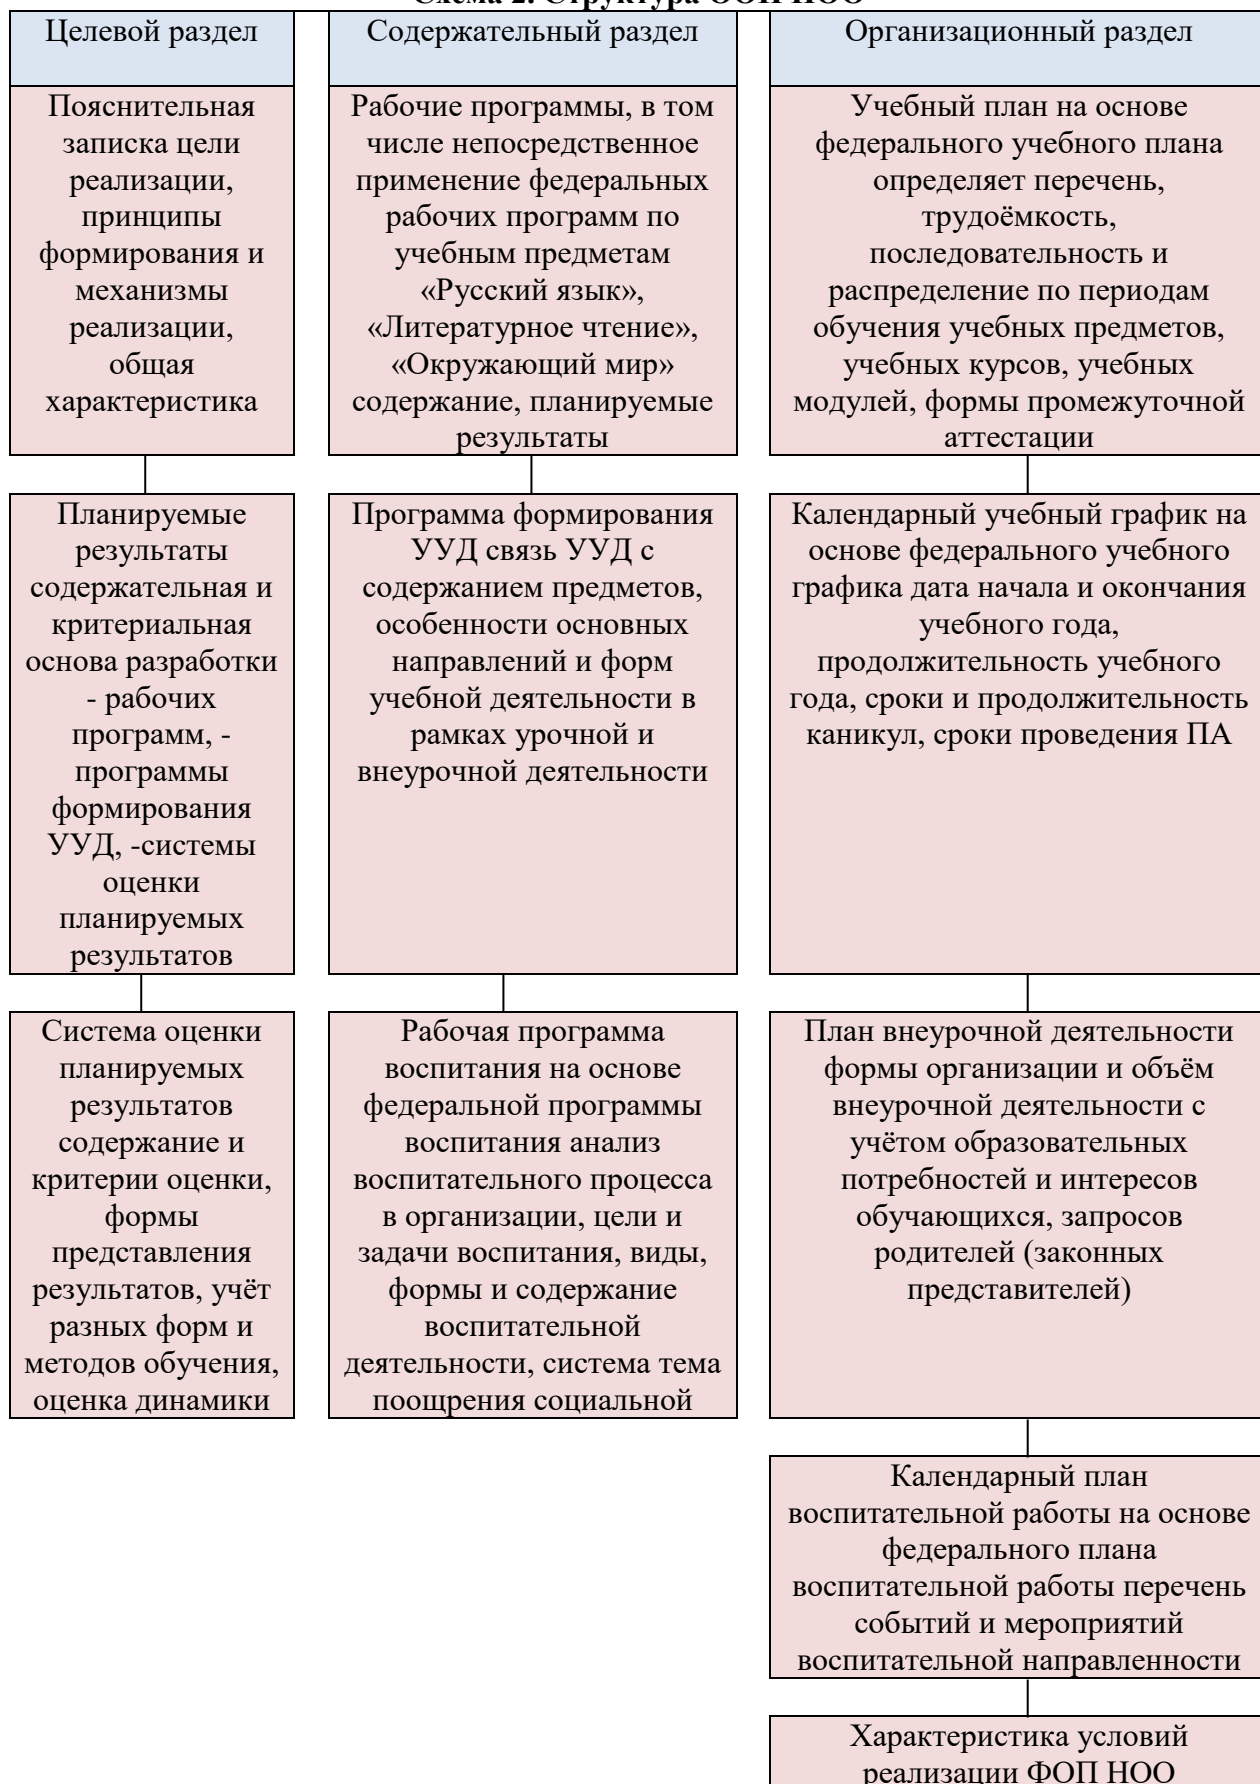 Схема 2. Структура ООП НОО
Целевой раздел
Пояснительная
записка цели
реализации,
принципы
формирования и
механизмы
реализации,
общая
характеристика
Планируемые
результаты
содержательная и
критериальная
основа разработки
- рабочих
программ, -
программы
формирования
УУД, -системы
оценки
планируемых
результатов
Система оценки
планируемых
результатов
содержание и
критерии оценки,
формы
представления
результатов, учёт
разных форм и
методов обучения,
оценка динамики
Содержательный раздел
Рабочие программы, в том
числе непосредственное
применение федеральных
рабочих программ по
учебным предметам
«Русский язык»,
«Литературное чтение»,
«Окружающий мир»
содержание, планируемые
результаты
Программа формирования
УУД связь УУД с
содержанием предметов,
особенности основных
направлений и форм
учебной деятельности в
рамках урочной и
внеурочной деятельности
Рабочая программа
воспитания на основе
федеральной программы
воспитания анализ
воспитательного процесса
в организации, цели и
задачи воспитания, виды,
формы и содержание
воспитательной
деятельности, система тема
поощрения социальной
Организационный раздел
Учебный план на основе
федерального учебного плана
определяет перечень,
трудоёмкость,
последовательность и
распределение по периодам
обучения учебных предметов,
учебных курсов, учебных
модулей, формы промежуточной
аттестации
Календарный учебный график на
основе федерального учебного
графика дата начала и окончания
учебного года,
продолжительность учебного
года, сроки и продолжительность
каникул, сроки проведения ПА
План внеурочной деятельности
формы организации и объём
внеурочной деятельности с
учётом образовательных
потребностей и интересов
обучающихся, запросов
родителей (законных
представителей)
Календарный план
воспитательной работы на основе
федерального плана
воспитательной работы перечень
событий и мероприятий
воспитательной направленности
Характеристика условий
реализации ФОП НОО